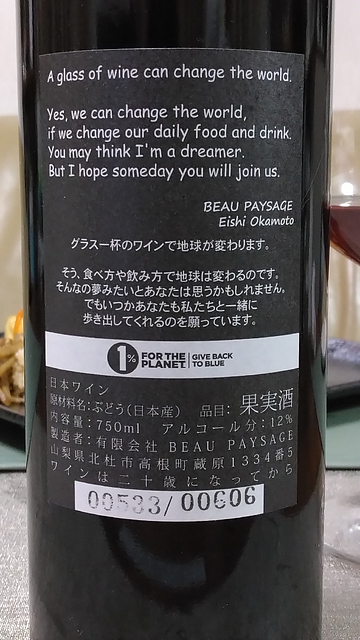 A glass of wine can change the world.
Yes, we can change the world,
if we change our daily food and drink.
You may think I'm a dreamer.
But I hope someday you will join us.
BEAU PAYSAGE
Eishi Okamoto
グラス一杯のワインで地球が変わります。
そう、食べ方や飲み方で地球は変わるのです。
そんなの夢みたいとあなたは思うかもしれません。
でもいつかあなたも私たちと一緒に
歩き出してくれるのを願っています。
1% FOR THE PLANET GIVE BACK TO BLUE
日本ワイン
原材料名:ぶどう(日本産) 品目: 果実酒
内容量:750ml アルコール分:12%
製造者:有限会社 BEAU PAYSAGE
山梨県北杜市高根町蔵原1334番5
ワインは二十歳になってから
00533/00606